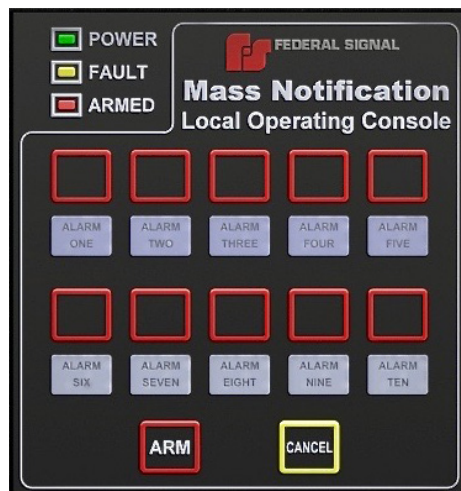 POWER
FAULT
ARMED
FEDERAL SIGNAL
Mass Notification
Local Operating Console
ALARM
ONE
ALARM
TWO
ALARM
THREE
ALARM
FOUR
ALARM
FIVE
ALARM
SIX
ALARM
SEVEN
ALARM
EIGHT
ALARM
NINE
ALARM
TEN
ARM
CANCEL